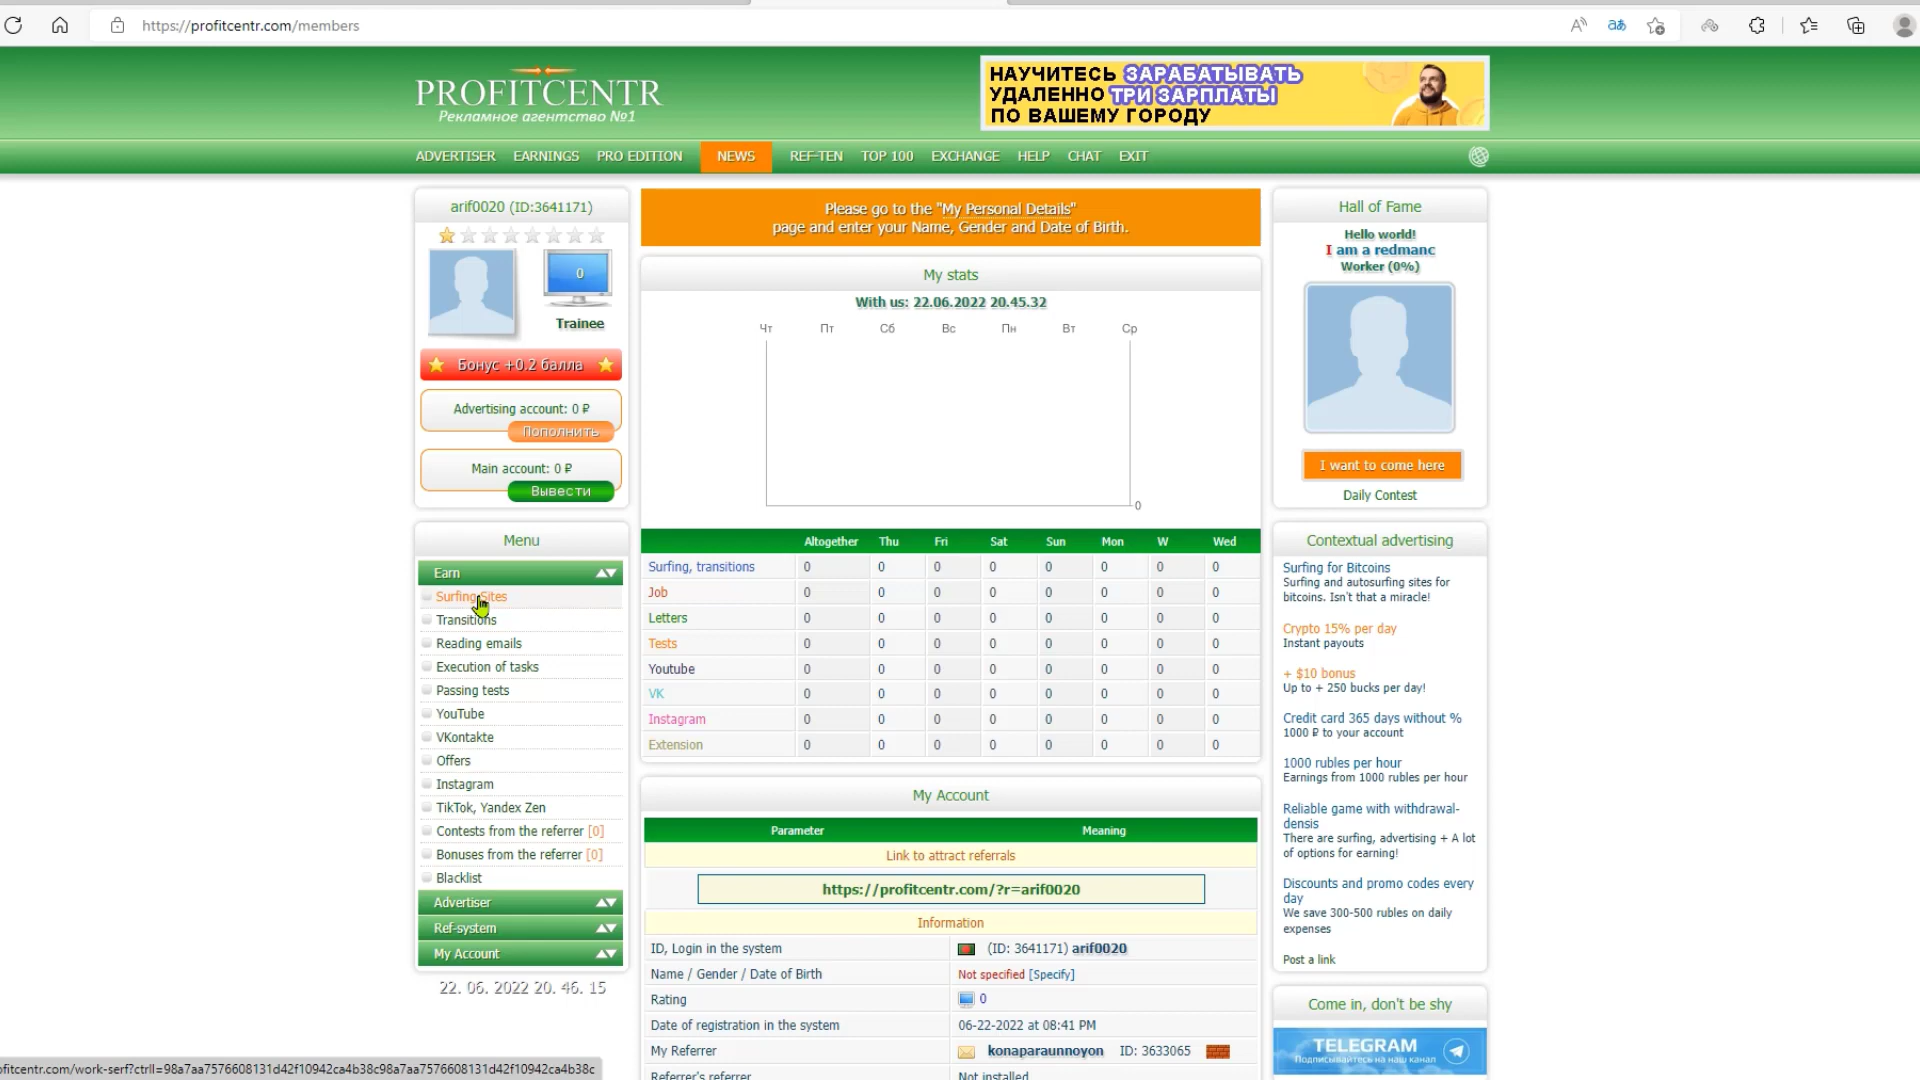 https://profitcentr.com/members
PROFITCENTR
Рекламное агентство №1
НАУЧИТЕСЬ ЗАРАБАТЫВАТЬ
УДАЛЕННО ТРИ ЗАРПЛАТЫ
ПО ВАШЕМУ ГОРОДУ
ADVERTISER EARNINGS PRO EDITION NEWS REF-TEN TOP 100 EXCHANGE HELP CHAT EXIT
arif0020 (ID:3641171)
0
Trainee
Бонус +0.2 балла
Advertising account: 0 ₽
Пополнить
Main account: 0 ₽
Вывести
Menu
Earn
Surfing Sites
Transitions
Reading emails
Execution of tasks
Passing tests
YouTube
VKontakte
Offers
Instagram
TikTok, Yandex Zen
Contests from the referrer [0]
Bonuses from the referrer [0]
Blacklist
Advertiser
Ref-system
My Account
22. 06. 2022 20. 46. 15
Please go to the "My Personal Details"
page and enter your Name, Gender and Date of Birth.
My stats
With us: 22.06.2022 20.45.32
Чт Пт Сб Вс Пн Вт Ср
0
Altogether Thu Fri Sat Sun Mon W Wed
Surfing, transitions 0 0 0 0 0 0 0 0
Job 0 0 0 0 0 0 0 0
Letters 0 0 0 0 0 0 0 0
Tests 0 0 0 0 0 0 0 0
Youtube 0 0 0 0 0 0 0 0
VK 0 0 0 0 0 0 0 0
Instagram 0 0 0 0 0 0 0 0
Extension 0 0 0 0 0 0 0 0
My Account
Parameter Meaning
Link to attract referrals
https://profitcentr.com/?r=arif0020
Information
ID, Login in the system (ID: 3641171) arif0020
Name / Gender / Date of Birth Not specified [Specify]
Rating 0
Date of registration in the system 06-22-2022 at 08:41 PM
My Referrer konaparaunnoyon ID: 3633065
Referrer's referrer Not installed
Hall of Fame
Hello world!
I am a redmanc
Worker (0%)
I want to come here
Daily Contest
Contextual advertising
Surfing for Bitcoins
Surfing and autosurfing sites for
bitcoins. Isn't that a miracle!
Crypto 15% per day
Instant payouts
+ $10 bonus
Up to + 250 bucks per day!
Credit card 365 days without %
1000 ₽ to your account
1000 rubles per hour
Earnings from 1000 rubles per hour
Reliable game with withdrawal-
densis
There are surfing, advertising + A lot
of options for earning!
Discounts and promo codes every
day
We save 300-500 rubles on daily
expenses
Post a link
Come in, don't be shy
TELEGRAM
Подписывайтесь на наш канал
ofitcentr.com/work-serf?ctrll=98a7aa7576608131d42f10942ca4b38c98a7aa7576608131d42f10942ca4b38c